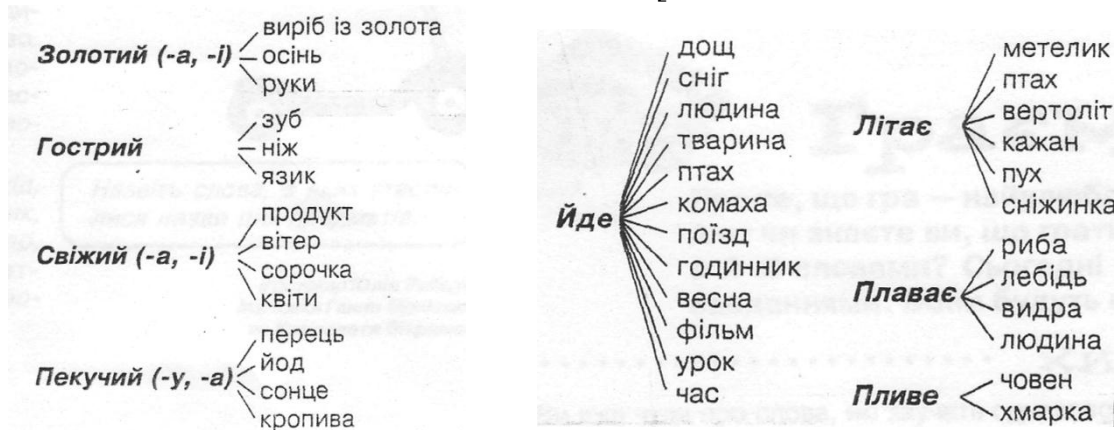 Золотий (-а, -і)
виріб із золота
осінь
руки
Гострий
зуб
ніж
язик
Свіжий (-а, -і)
продукт
вітер
сорочка
квіти
Пекучий (-у, -а)
перець
йод
сонце
кропива
Йде
дощ
сніг
людина
тварина
птах
комаха
поїзд
годинник
весна
фільм
урок
час
Літає
метелик
птах
вертоліт
кажан
пух
сніжинка
Плаває
риба
лебідь
видра
людина
Пливе
човен
хмарка